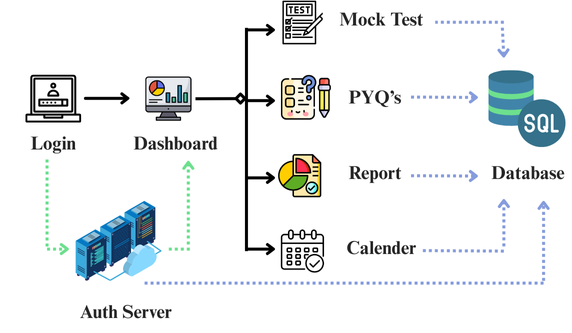 TEST
Mock Test
PYQ's
SQL
Login
Dashboard
Report
Database
Calender
Auth Server